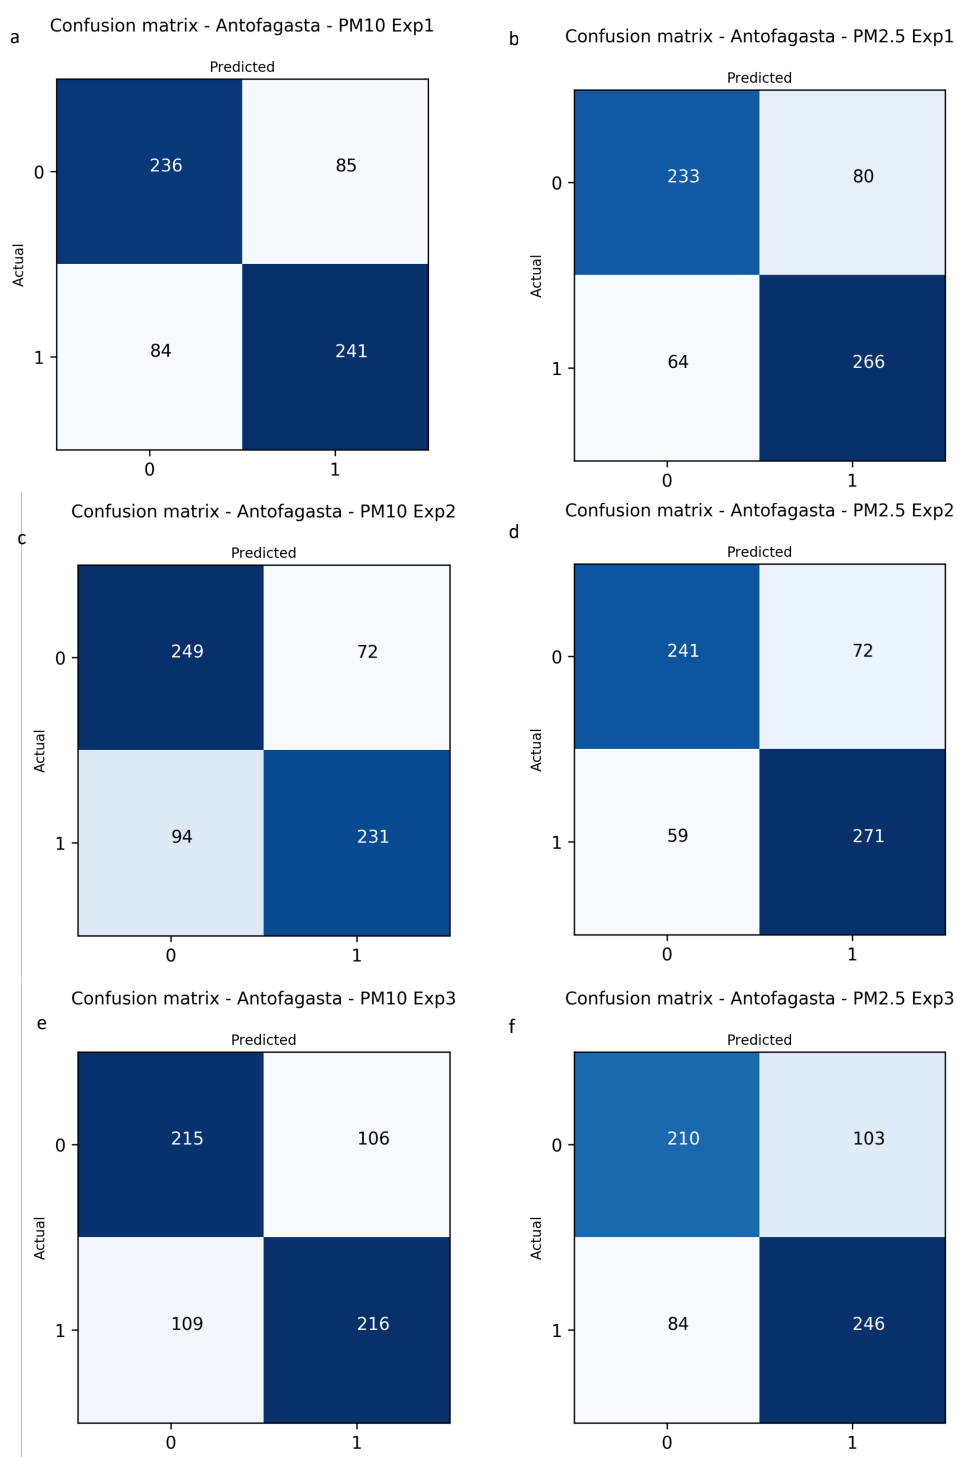 a
Confusion matrix - Antofagasta - PM10 Exp1
Predicted
Actual
0
236
85
1
84
241
0
1
b
Confusion matrix - Antofagasta - PM2.5 Exp1
Predicted
Actual
0
233
80
1
64
266
0
1
c
Confusion matrix - Antofagasta - PM10 Exp2
Predicted
Actual
0
249
72
1
94
231
0
1
d
Confusion matrix - Antofagasta - PM2.5 Exp2
Predicted
Actual
0
241
72
1
59
271
0
1
e
Confusion matrix - Antofagasta - PM10 Exp3
Predicted
Actual
0
215
106
1
109
216
0
1
f
Confusion matrix - Antofagasta - PM2.5 Exp3
Predicted
Actual
0
210
103
1
84
246
0
1